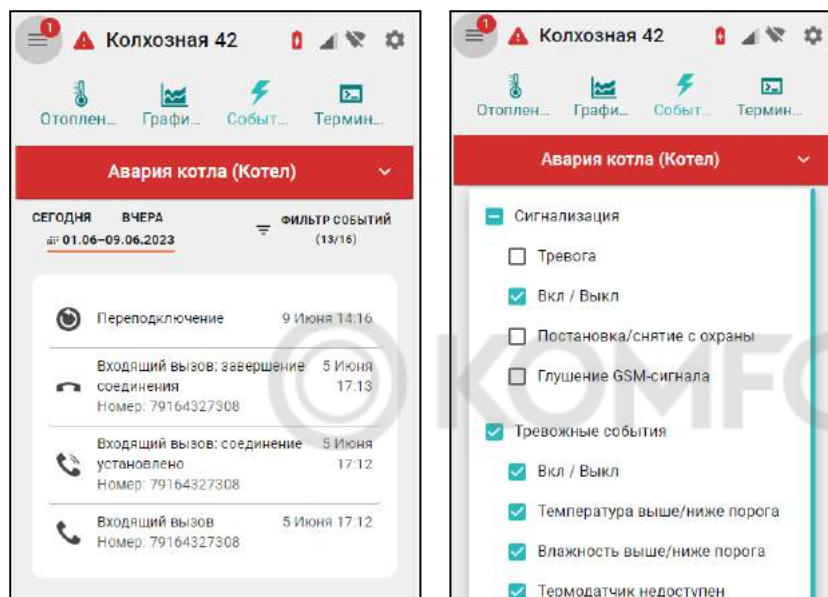 1
Колхозная 42
Отоплен...
Графи...
Событ...
Термин...
Авария котла (Котел)
СЕГОДНЯ ВЧЕРА
01.06–09.06.2023
ФИЛЬТР СОБЫТИЙ
(13/16)
Переподключение 9 Июня 14:16
Входящий вызов: завершение 5 Июня
соединения 17:13
Номер: 79164327308
Входящий вызов: соединение 5 Июня
установлено 17:12
Номер: 79164327308
Входящий вызов 5 Июня 17:12
Номер: 79164327308
1
Колхозная 42
Отоплен...
Графи...
Событ...
Термин...
Авария котла (Котел)
Сигнализация
Тревога
Вкл / Выкл
Постановка/снятие с охраны
Глушение GSM-сигнала
Тревожные события
Вкл / Выкл
Температура выше/ниже порога
Влажность выше/ниже порога
Термодатчик недоступен
KOMFO